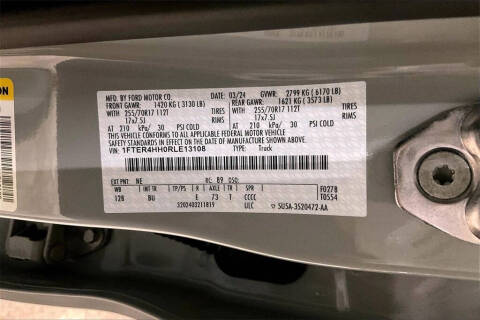 MFD. BY FORD MOTOR CO.
03/24 GVWR: 2799 KG ( 6170 LB)
FRONT GAWR: 1420 KG ( 3130 LB) REAR GAWR: 1621 KG ( 3573 LB)
255/70R17 112T TIRES 255/70R17 112T TIRES
17x7.5J RIMS 17x7.5J RIMS
AT 210 kPa/ 30 PSI COLD AT 210 kPa/ 30 PSI COLD
THIS VEHICLE CONFORMS TO ALL APPLICABLE FEDERAL MOTOR VEHICLE
SAFETY STANDARDS IN EFFECT ON THE DATE OF MANUFACTURE SHOWN ABOVE.
VIN: 1FTER4HH0RLE13108 TYPE: Truck
EXT PNT: NE RC: 89 DSO:
WB INT TR TP/PS R AXLE TR SPR F0278
128 BU E 73 1 CCCC T0554
32024032211819 ULC 5USA-3520472-AA